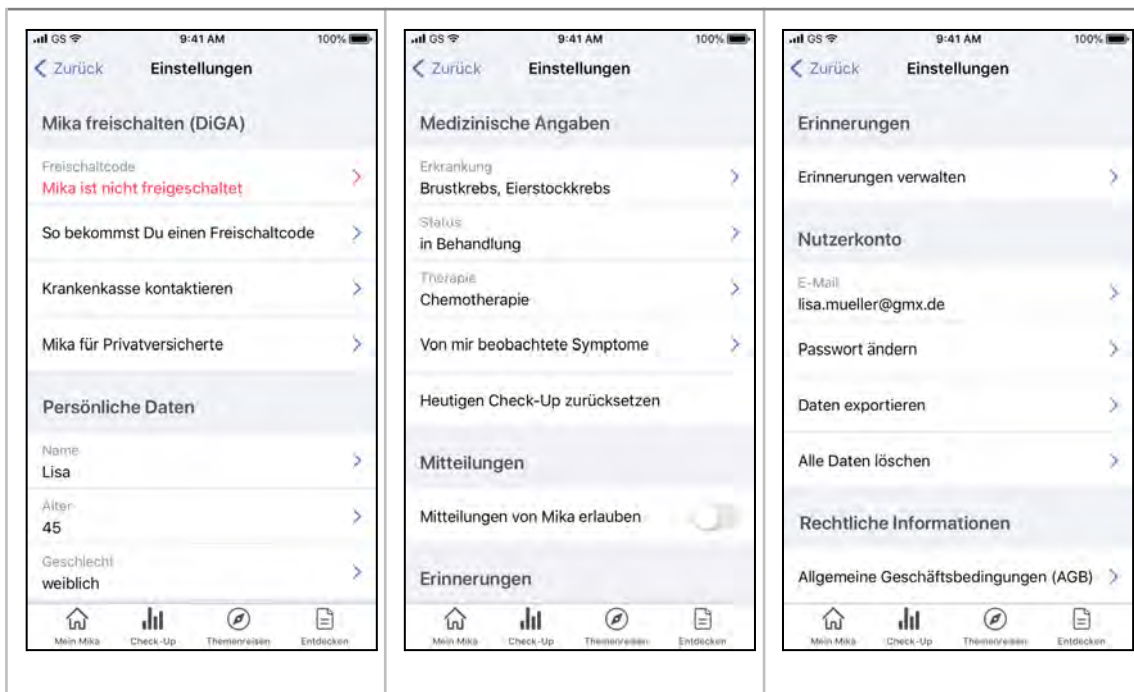 GS 9:41 AM 100%
Zurück Einstellungen
Mika freischalten (DiGA)
Freischaltcode
Mika ist nicht freigeschaltet
So bekommst Du einen Freischaltcode
Krankenkasse kontaktieren
Mika für Privatversicherte
Persönliche Daten
Name
Lisa
Alter
45
Geschlecht
weiblich
Mein Mika Check-Up Themenreisen Entdecken
GS 9:41 AM 100%
Zurück Einstellungen
Medizinische Angaben
Erkrankung
Brustkrebs, Eierstockkrebs
Status
in Behandlung
Therapie
Chemotherapie
Von mir beobachtete Symptome
Heutigen Check-Up zurücksetzen
Mitteilungen
Mitteilungen von Mika erlauben
Erinnerungen
Mein Mika Check-Up Themenreisen Entdecken
GS 9:41 AM 100%
Zurück Einstellungen
Erinnerungen
Erinnerungen verwalten
Nutzerkonto
E-Mail
lisa.mueller@gmx.de
Passwort ändern
Daten exportieren
Alle Daten löschen
Rechtliche Informationen
Allgemeine Geschäftsbedingungen (AGB)
Mein Mika Check-Up Themenreisen Entdecken